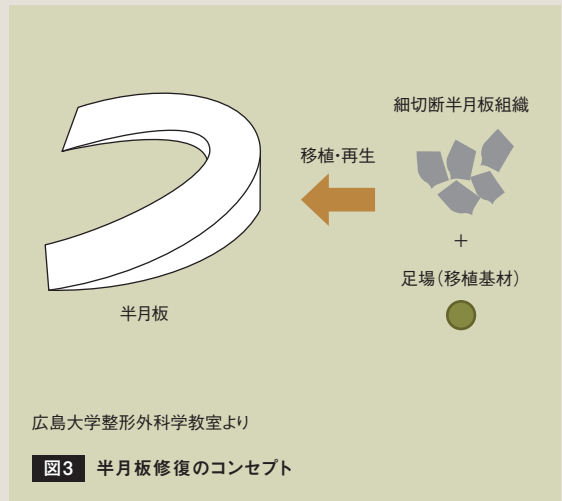 細切断半月板組織
移植・再生
+
足場(移植基材)
半月板
広島大学整形外科学教室より
図3 半月板修復のコンセプト